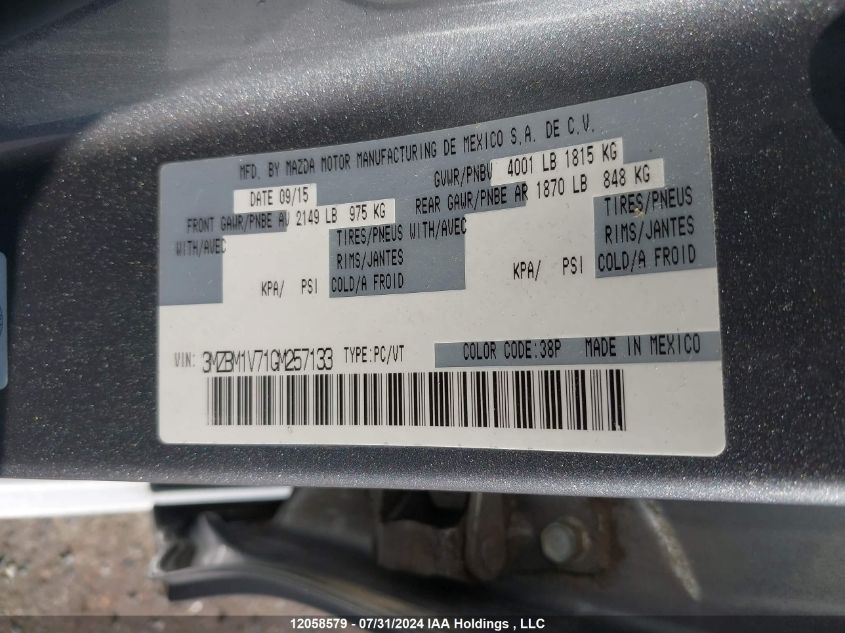 MFD. BY MAZDA MOTOR MANUFACTURING DE MEXICO S.A. DE C.V.
DATE 09/15 GVWR/PNBV 4001 LB 1815 KG
FRONT GAWR/PNBE AV 2149 LB 975 KG REAR GAWR/PNBE AR 1870 LB 848 KG
WITH/AVEC TIRES/PNEUS WITH/AVEC TIRES/PNEUS
RIMS/JANTES RIMS/JANTES
KPA/ PSI COLD/A FROID KPA/ PSI COLD/A FROID
VIN: 3MZBM1V71GM257133 TYPE:PC/VT COLOR CODE:38P MADE IN MEXICO
12058579 - 07/31/2024 IAA Holdings , LLC